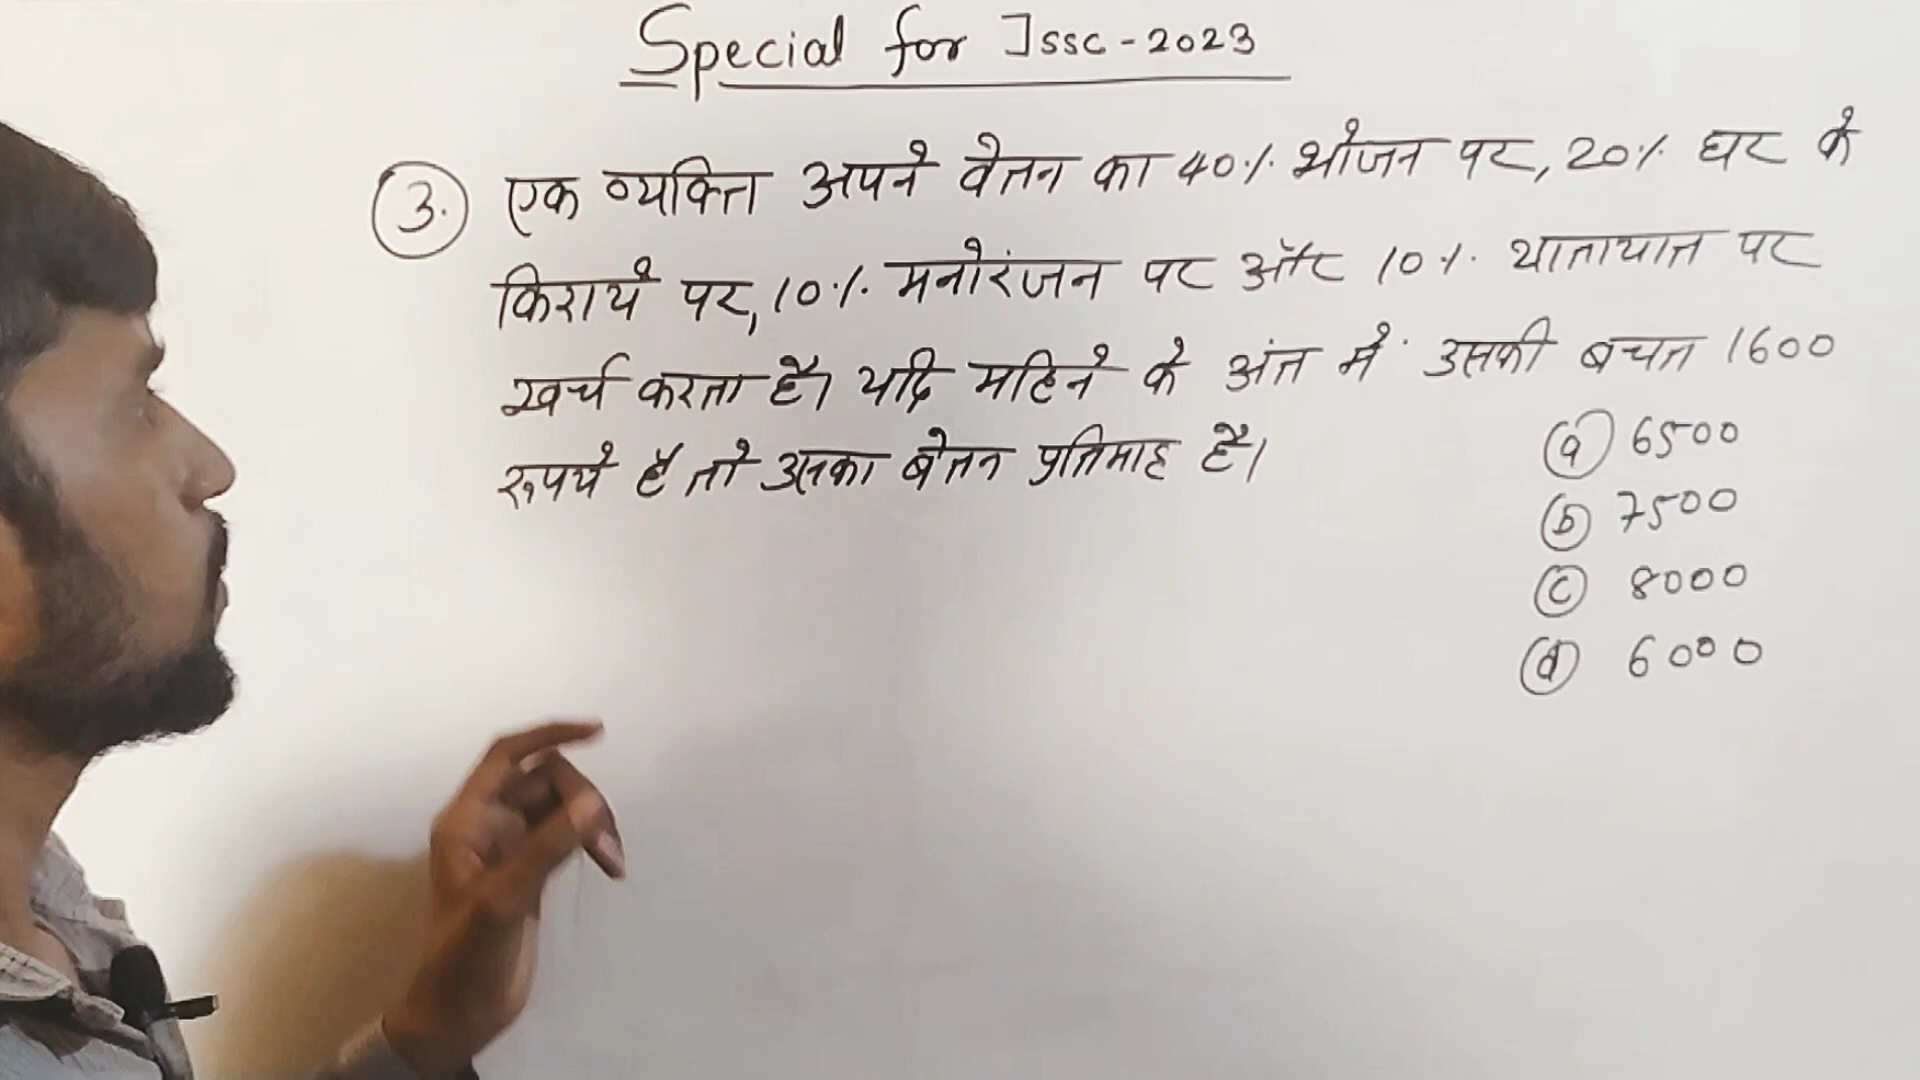 Special for Jssc-2023
3. एक व्यक्ति अपने वेतन का 40% भोजन पर, 20% घर के
किराये पर, 10% मनोरंजन पर और 10% यातायात पर
खर्च करता है। यदि महिने के अंत में उसकी बचत 1600
रूपये है तो उसका वेतन प्रतिमाह है।
(a) 6500
(b) 7500
(c) 8000
(d) 6000